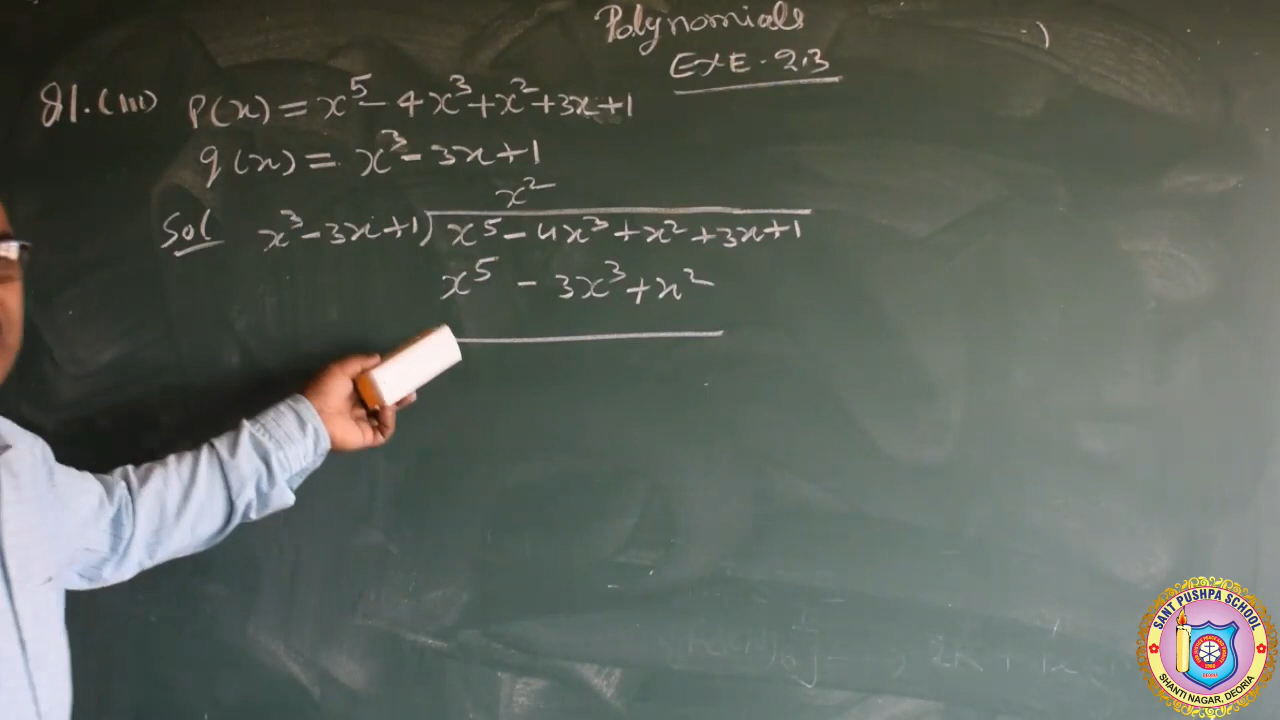 Polynomials
EXE. 2.3
Q1. (iii) P(x) = x⁵ - 4x³ + x² + 3x + 1
q(x) = x³ - 3x + 1
x²
Sol x³ - 3x + 1 ) x⁵ - 4x³ + x² + 3x + 1
x⁵ - 3x³ + x²
SANT PUSHPA SCHOOL
SHANTI NAGAR, DEORIA